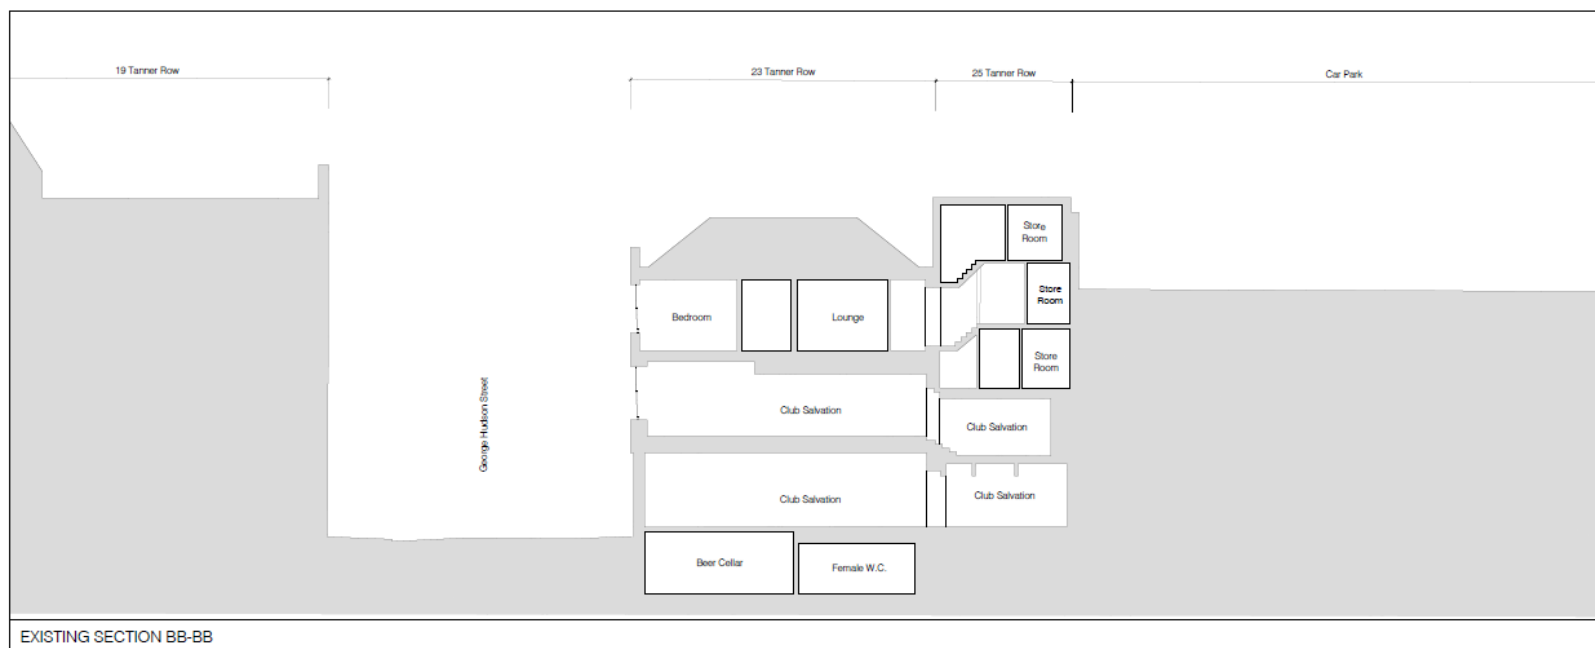 19 Tanner Row
23 Tanner Row
25 Tanner Row
Car Park
Store
Room
Store
Room
Bedroom
Lounge
Store
Room
George Hudson Street
Club Salvation
Club Salvation
Club Salvation
Club Salvation
Beer Cellar
Female W.C.
EXISTING SECTION BB-BB